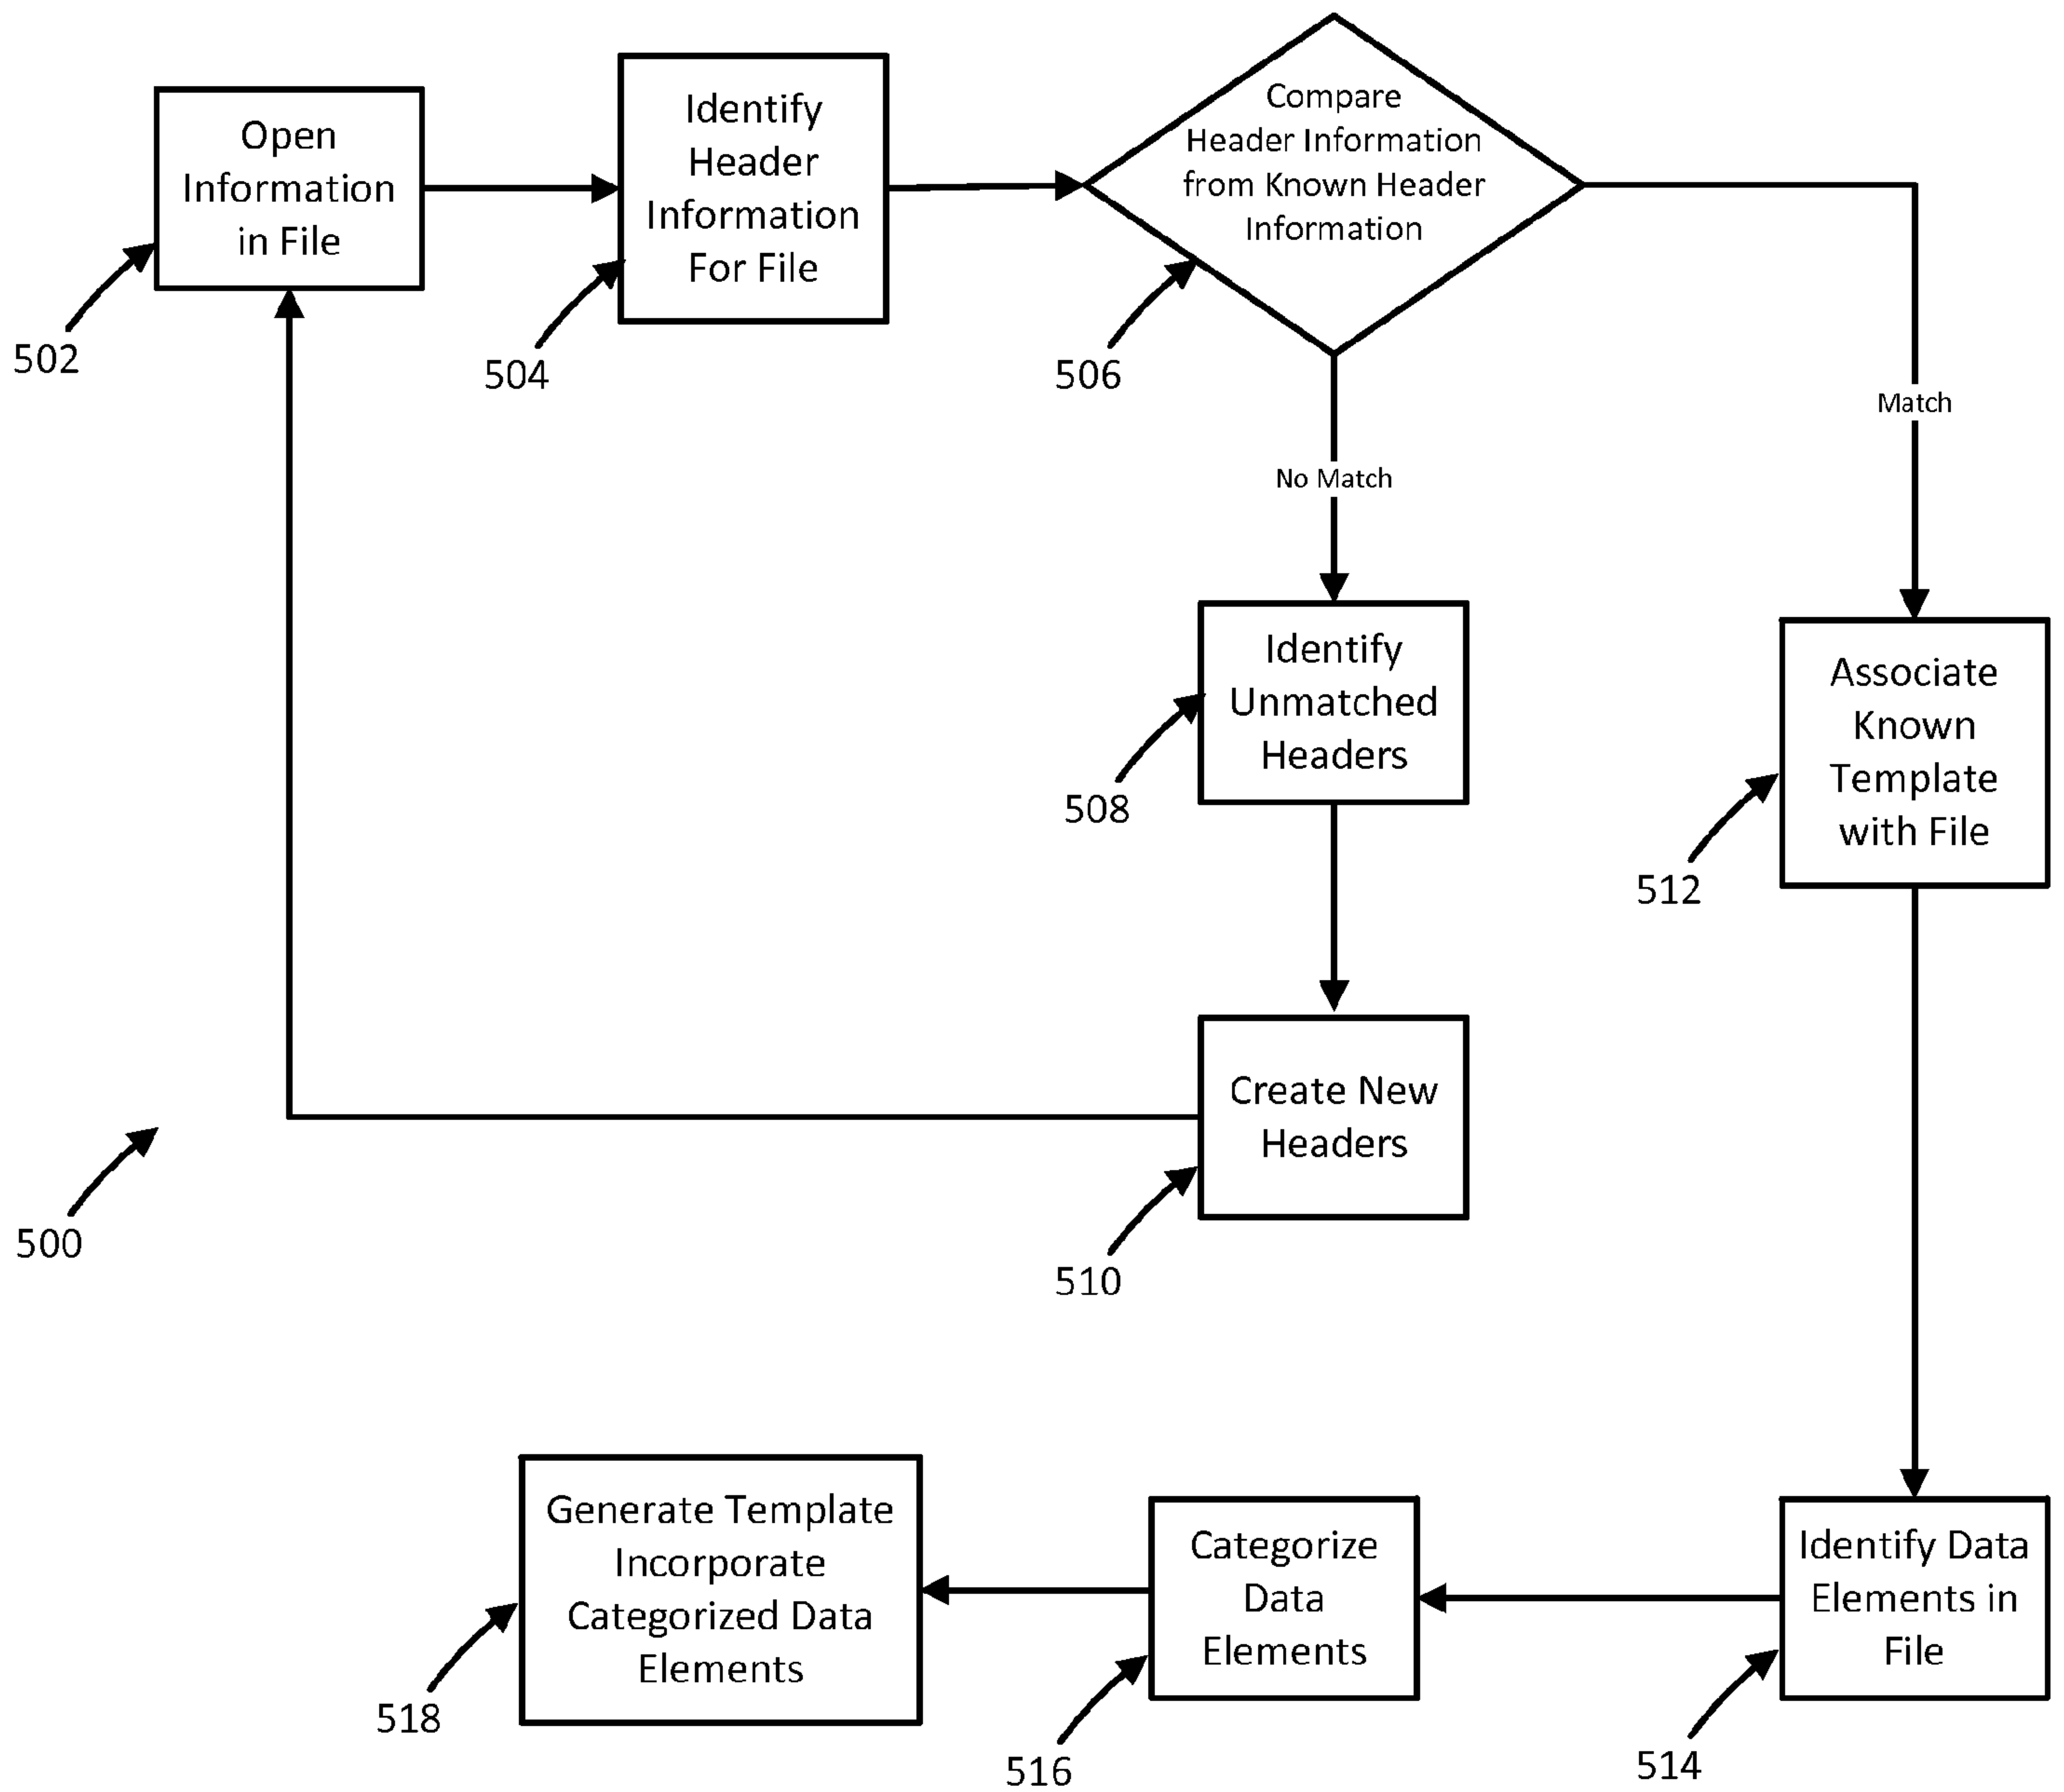 Open
Information
in File
502
Identify
Header
Information
For File
504
Compare
Header Information
from Known Header
Information
506
Match
No Match
Identify
Unmatched
Headers
508
Associate
Known
Template
with File
512
Create New
Headers
510
500
Generate Template
Incorporate
Categorized Data
Elements
518
Categorize
Data
Elements
516
Identify Data
Elements in
File
514